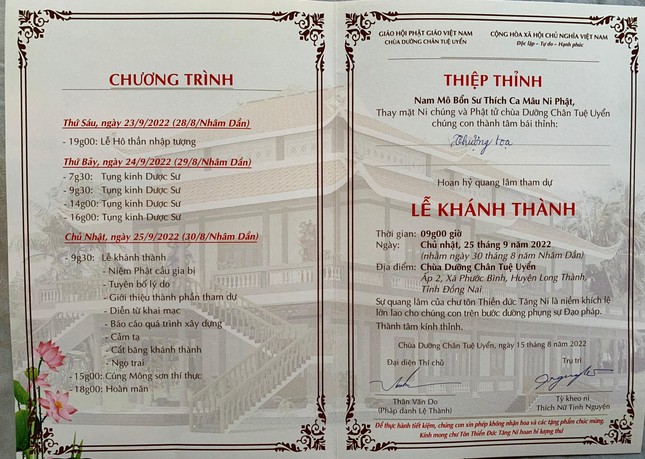 CHƯƠNG TRÌNH
Thứ Sáu, ngày 23/9/2022 (28/8/Nhâm Dần)
- 19g00: Lễ Hô thần nhập tượng
Thứ Bảy, ngày 24/9/2022 (29/8/Nhâm Dần)
- 7g30: Tụng kinh Dược Sư
- 9g30: Tụng kinh Dược Sư
- 14g00: Tụng kinh Dược Sư
- 16g00: Tụng kinh Dược Sư
Chủ Nhật, ngày 25/9/2022 (30/8/Nhâm Dần)
- 9g30: Lễ khánh thành
- Niệm Phật cầu gia bị
- Tuyên bố lý do
- Giới thiệu thành phần tham dự
- Diễn từ khai mạc
- Báo cáo quá trình xây dựng
- Cảm tạ
- Cắt băng khánh thành
- Ngọ trai
- 15g00: Cúng Mông sơn thí thực
- 18g00: Hoàn mãn
GIÁO HỘI PHẬT GIÁO VIỆT NAM
CHÙA DƯỠNG CHÂN TUỆ UYỂN
CỘNG HÒA XÃ HỘI CHỦ NGHĨA VIỆT NAM
Độc lập - Tự do - Hạnh phúc
THIỆP THỈNH
Nam Mô Bổn Sư Thích Ca Mâu Ni Phật,
Thay mặt Ni chúng và Phật tử chùa Dưỡng Chân Tuệ Uyển
chúng con thành tâm bái thỉnh:
Thượng tọa
Hoan hỷ quang lâm tham dự
LỄ KHÁNH THÀNH
Thời gian: 09g00 giờ
Ngày: Chủ nhật, 25 tháng 9 năm 2022
(nhằm ngày 30 tháng 8 năm Nhâm Dần)
Địa điểm: Chùa Dưỡng Chân Tuệ Uyển
Ấp 2, Xã Phước Bình, Huyện Long Thành,
Tỉnh Đồng Nai
Sự quang lâm của chư tôn Thiền đức Tăng Ni là niềm khích lệ
lớn lao cho chúng con trên bước đường phụng sự Đạo pháp.
Thành tâm kính thỉnh.
Chùa Dưỡng Chân Tuệ Uyển, ngày 15 tháng 8 năm 2022
Đại diện Thí chủ
Trụ trì
Thân Văn Do
(Pháp danh Lệ Thành)
Tỳ kheo ni
Thích Nữ Tịnh Nguyện
Để thực hành tiết kiệm, chúng con xin phép không nhận hoa và các tặng phẩm chúc mừng.
Kính mong chư Tôn Thiền Đức Tăng Ni hoan hỉ lượng thứ